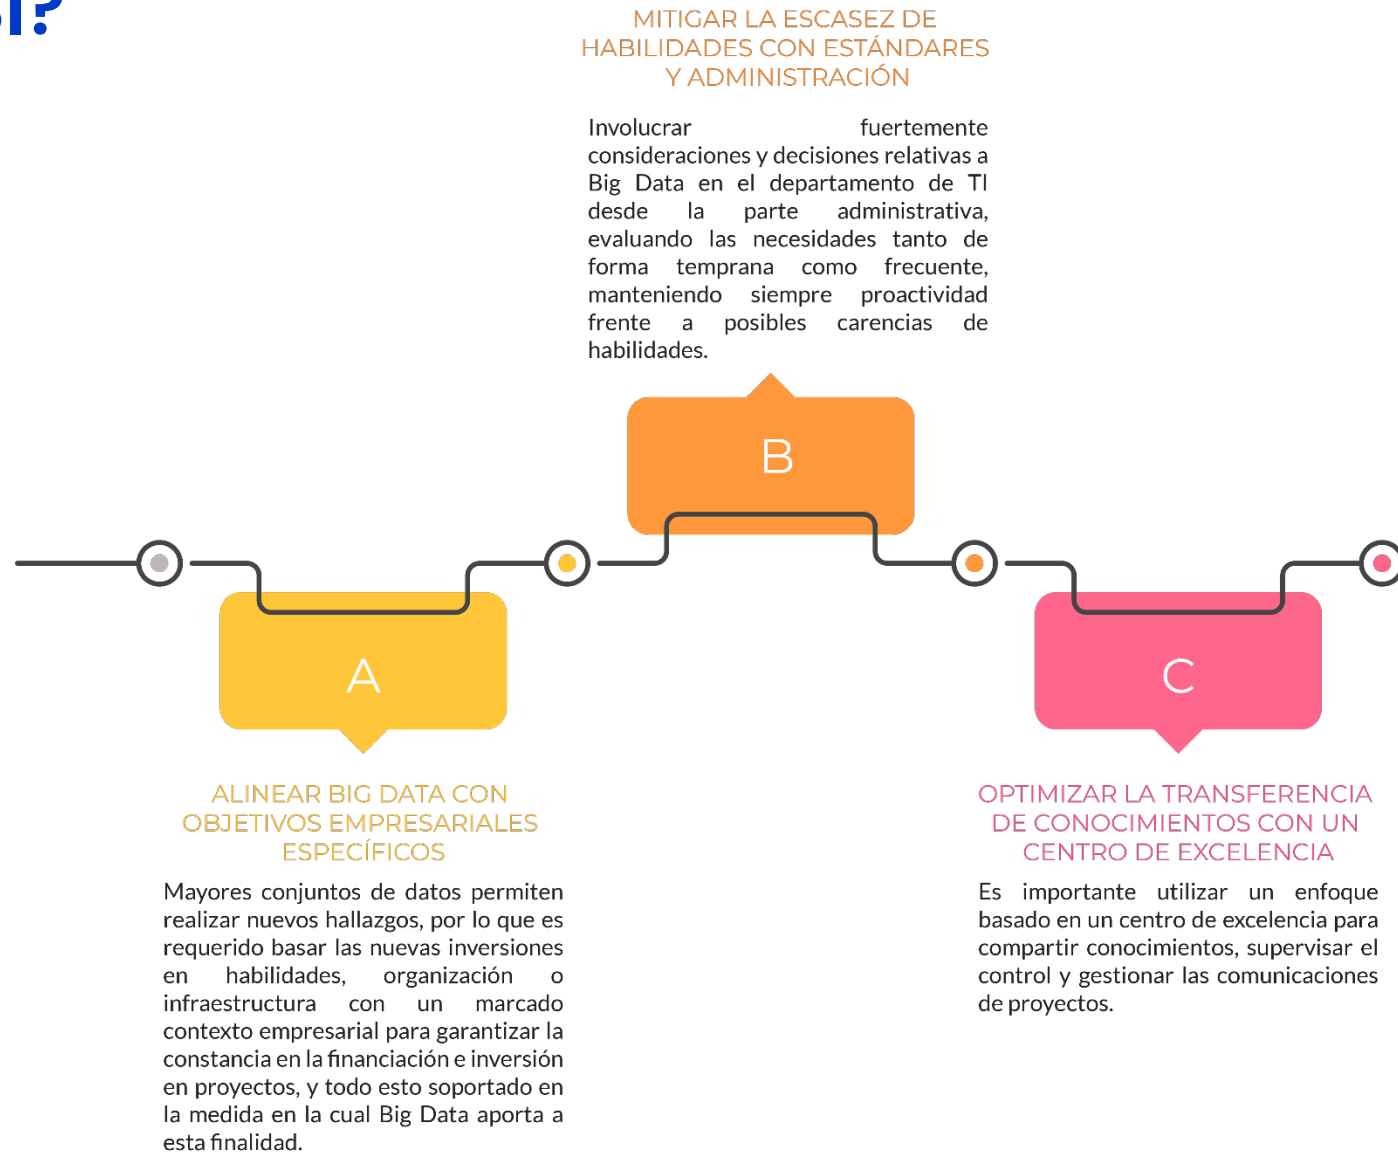 SI?
MITIGAR LA ESCASEZ DE
HABILIDADES CON ESTÁNDARES
Y ADMINISTRACIÓN
Involucrar fuertemente
consideraciones y decisiones relativas a
Big Data en el departamento de TI
desde la parte administrativa,
evaluando las necesidades tanto de
forma temprana como frecuente,
manteniendo siempre proactividad
frente a posibles carencias de
habilidades.
B
A
C
ALINEAR BIG DATA CON
OBJETIVOS EMPRESARIALES
ESPECÍFICOS
Mayores conjuntos de datos permiten
realizar nuevos hallazgos, por lo que es
requerido basar las nuevas inversiones
en habilidades, organización o
infraestructura con un marcado
contexto empresarial para garantizar la
constancia en la financiación e inversión
en proyectos, y todo esto soportado en
la medida en la cual Big Data aporta a
esta finalidad.
OPTIMIZAR LA TRANSFERENCIA
DE CONOCIMIENTOS CON UN
CENTRO DE EXCELENCIA
Es importante utilizar un enfoque
basado en un centro de excelencia para
compartir conocimientos, supervisar el
control y gestionar las comunicaciones
de proyectos.